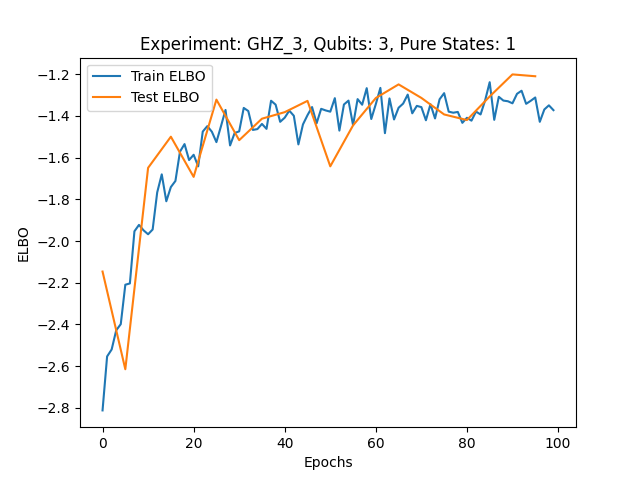 Experiment: GHZ_3, Qubits: 3, Pure States: 1
Train ELBO
Test ELBO
ELBO
−1.2
−1.4
−1.6
−1.8
−2.0
−2.2
−2.4
−2.6
−2.8
0 20 40 60 80 100
Epochs